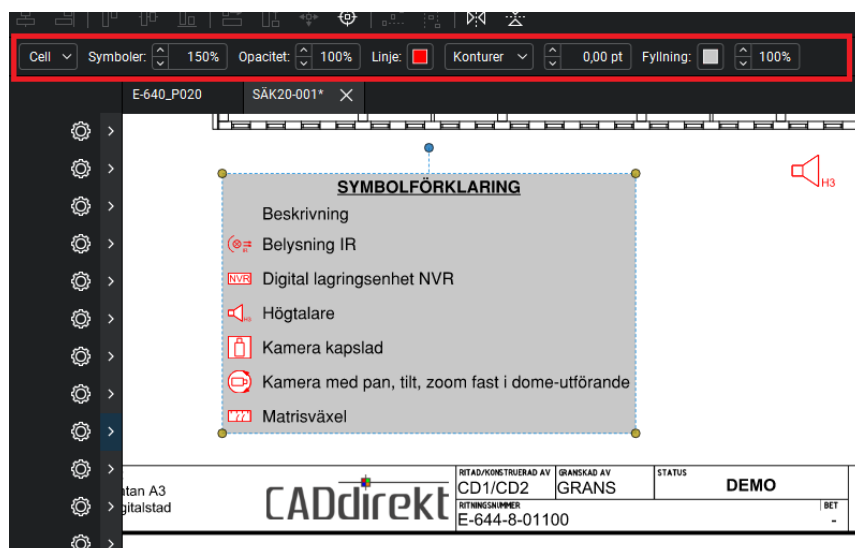 Cell Symboler: 150% Opacitet: 100% Linje: Konturer 0,00 pt Fyllning: 100%
E-640_P020 SÄK20-001*
H3
SYMBOLFÖRKLARING
Beskrivning
Belysning IR
NVR Digital lagringsenhet NVR
H3 Högtalare
Kamera kapslad
Kamera med pan, tilt, zoom fast i dome-utförande
Matrisväxel
RITAD/KONSTRUERAD AV GRANSKAD AV STATUS
CD1/CD2 GRANS DEMO
tan A3
gitalstad
CADdirekt
RITNINGSNUMMER BET
E-644-8-01100 -